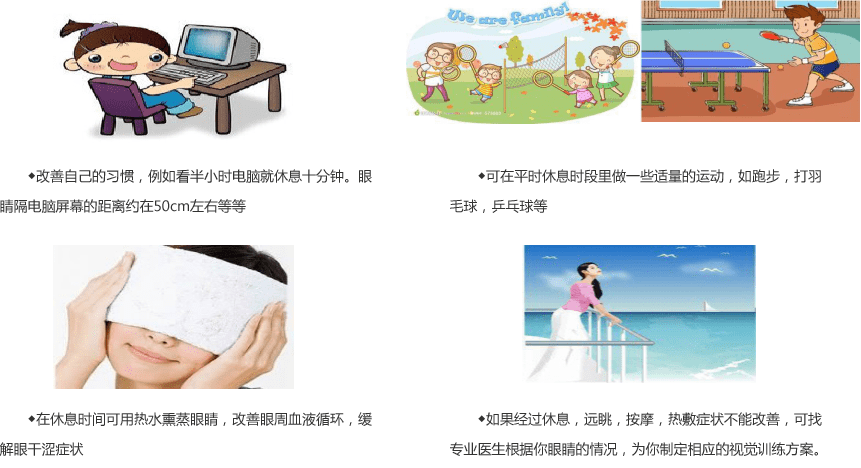 We are family!
◆改善自己的习惯，例如看半小时电脑就休息十分钟。眼
睛隔电脑屏幕的距离约在50cm左右等等
◆可在平时休息时段里做一些适量的运动，如跑步，打羽
毛球，乒乓球等
◆在休息时间可用热水熏蒸眼睛，改善眼周血液循环，缓
解眼干涩症状
◆如果经过休息，远眺，按摩，热敷症状不能改善，可找
专业医生根据你眼睛的情况，为你制定相应的视觉训练方案。